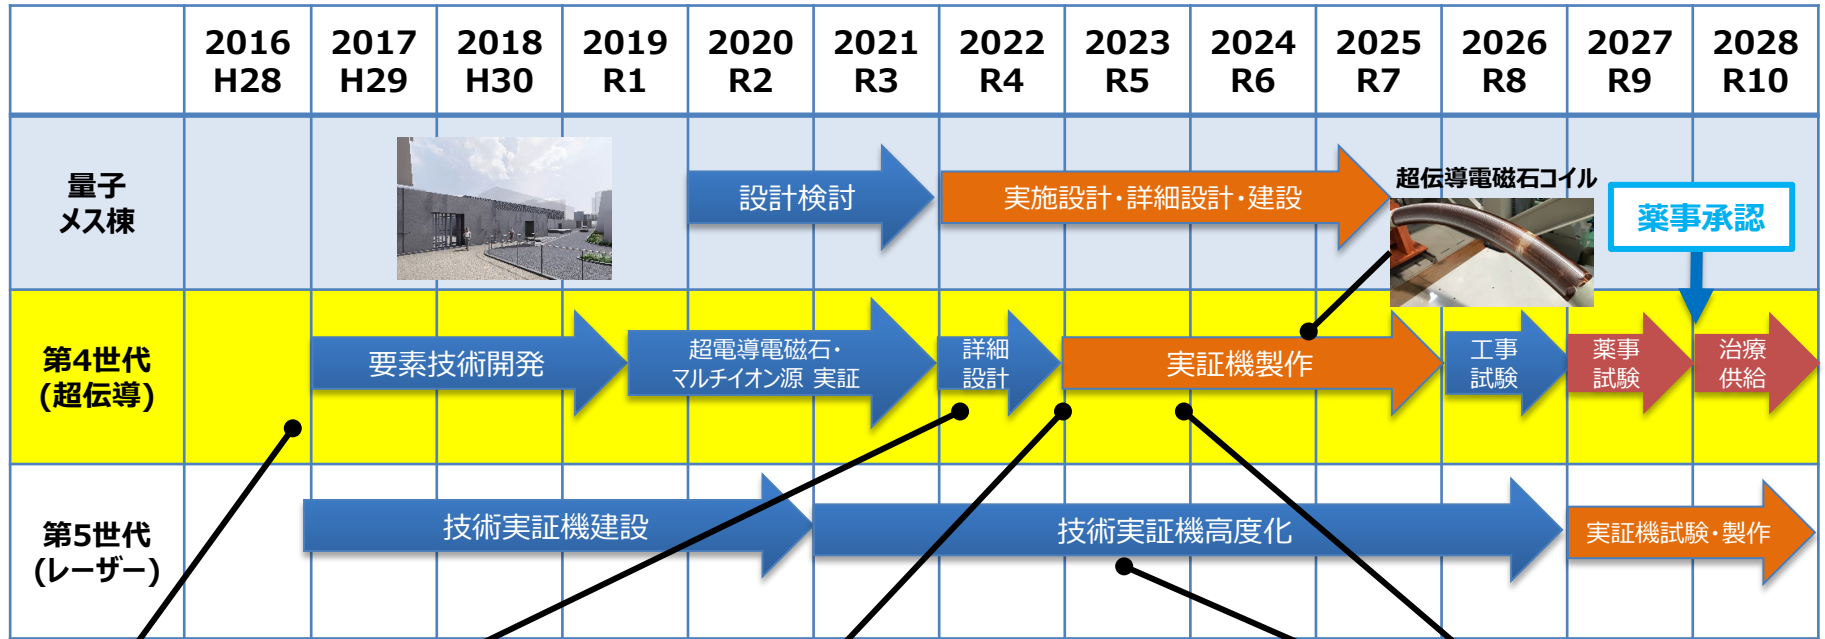 2016
H28
2017
H29
2018
H30
2019
R1
2020
R2
2021
R3
2022
R4
2023
R5
2024
R6
2025
R7
2026
R8
2027
R9
2028
R10
量子
メス棟
設計検討
実施設計・詳細設計・建設
超伝導電磁石コイル
薬事承認
第4世代
(超伝導)
要素技術開発
超電導電磁石・
マルチイオン源 実証
詳細
設計
実証機製作
工事
試験
薬事
試験
治療
供給
第5世代
(レーザー)
技術実証機建設
技術実証機高度化
実証機試験・製作